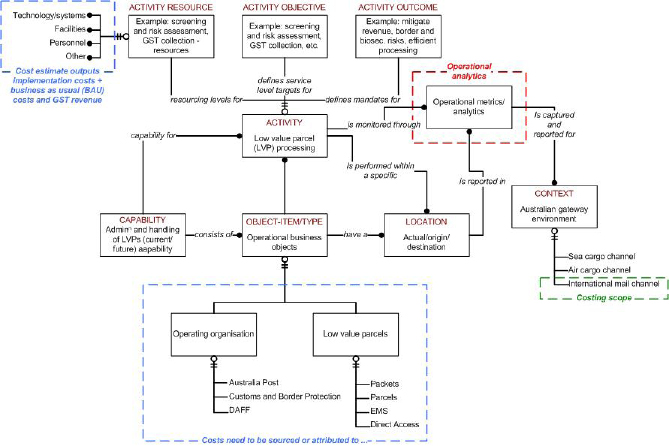 Technology/systems
Facilities
Personnel
Other
Cost estimate outputs
implementation costs +
business as usual (BAU)
costs and GST revenue
ACTIVITY RESOURCE
Example: screening
and risk assessment,
GST collection -
resources
ACTIVITY OBJECTIVE
Example: screening
and risk assessment,
GST collection, etc.
ACTIVITY OUTCOME
Example: mitigate
revenue, border and
biosec. risks, efficient
processing
resourcing levels for
defines service
level targets for
defines mandates for
Operational
analytics
Operational metrics/
analytics
ACTIVITY
Low value parcel
(LVP) processing
capability for
Is monitored through
Is captured
and
reported for
Is performed within
a specific
Is reported in
CAPABILITY
Admin and handling
of LVPs (current/
future) aapability
consists of
OBJECT-ITEM/TYPE
Operational business
objects
have a
LOCATION
Actual/origin/
destination
CONTEXT
Australian gateway
environment
Sea cargo channel
Air cargo channel
International mail channel
Costing scope
Operating organisation
Low value parcels
Australia Post
Customs and Border Protection
DAFF
Packets
Parcels
EMS
Direct Access
Costs need to be sourced or attributed to ...